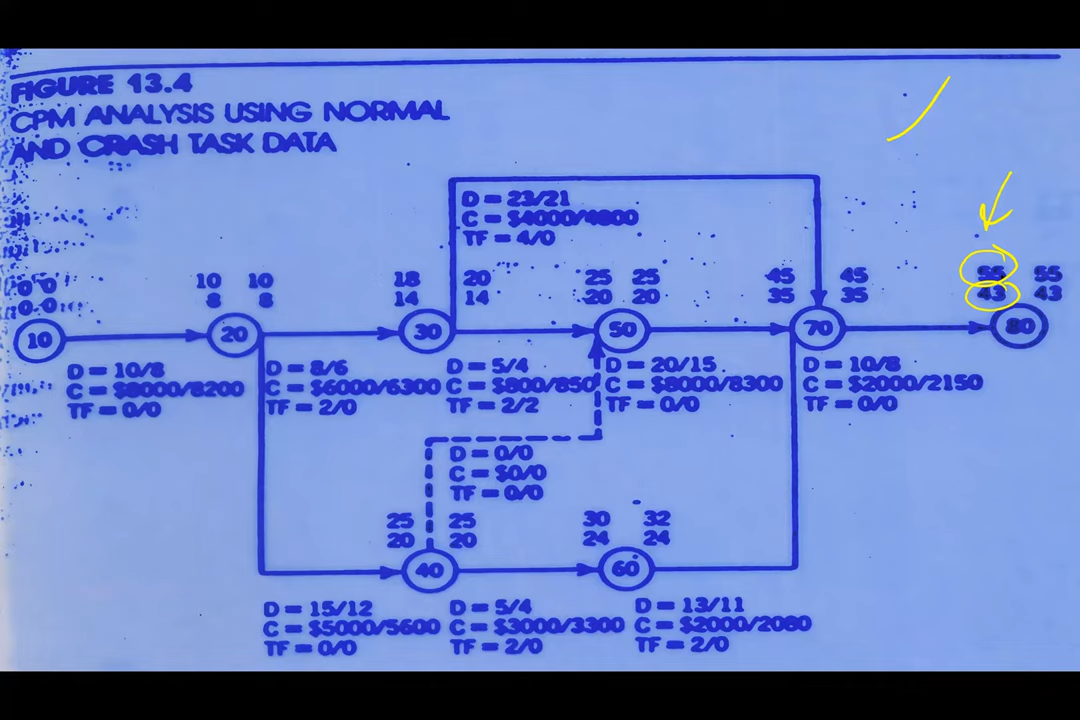 FIGURE 13.4
CPM ANALYSIS USING NORMAL
AND CRASH TASK DATA
D = 23/21
C = $4000/4800
TF = 4/0
0 0
0 0
10
10 10
8 8
20
18 20
14 14
30
25 25
20 20
50
45 45
35 35
70
55 55
43 43
80
D = 10/8
C = $8000/8200
TF = 0/0
D = 8/6
C = $6000/6300
TF = 2/0
D = 5/4
C = $800/850
TF = 2/2
D = 20/15
C = $8000/8300
TF = 0/0
D = 10/8
C = $2000/2150
TF = 0/0
D = 0/0
C = $0/0
TF = 0/0
25 25
20 20
40
30 32
24 24
60
D = 15/12
C = $5000/5600
TF = 0/0
D = 5/4
C = $3000/3300
TF = 2/0
D = 13/11
C = $2000/2080
TF = 2/0